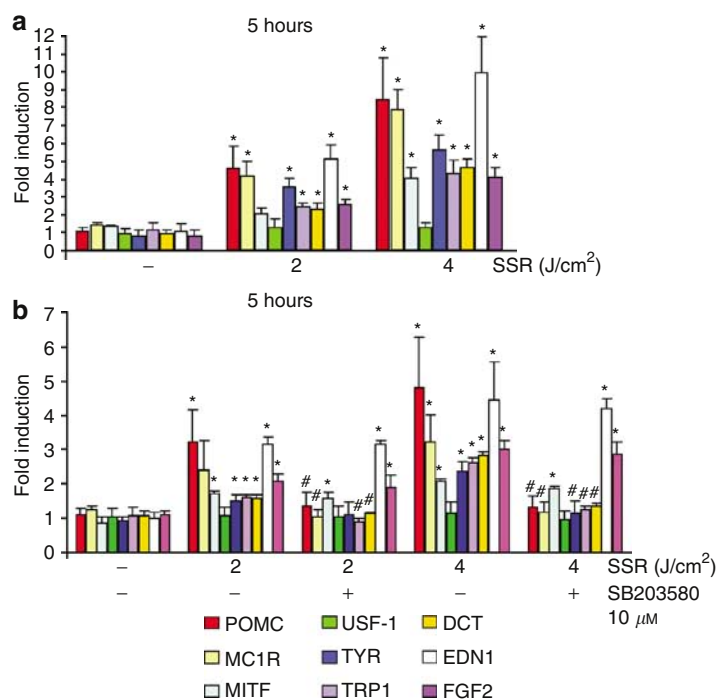 a
5 hours
Fold induction
12
11
10
9
8
7
6
5
4
3
2
1
0
* * * * * * *
* * * * * * * *
– 2 4 SSR (J/cm²)
b
5 hours
Fold induction
7
6
5
4
3
2
1
0
* * * * * * *
# # * # # * *
* * * * * * * *
# # * # # # * *
– 2 2 4 4 SSR (J/cm²)
– – + – + SB203580
10 μM
POMC USF-1 DCT
MC1R TYR EDN1
MITF TRP1 FGF2